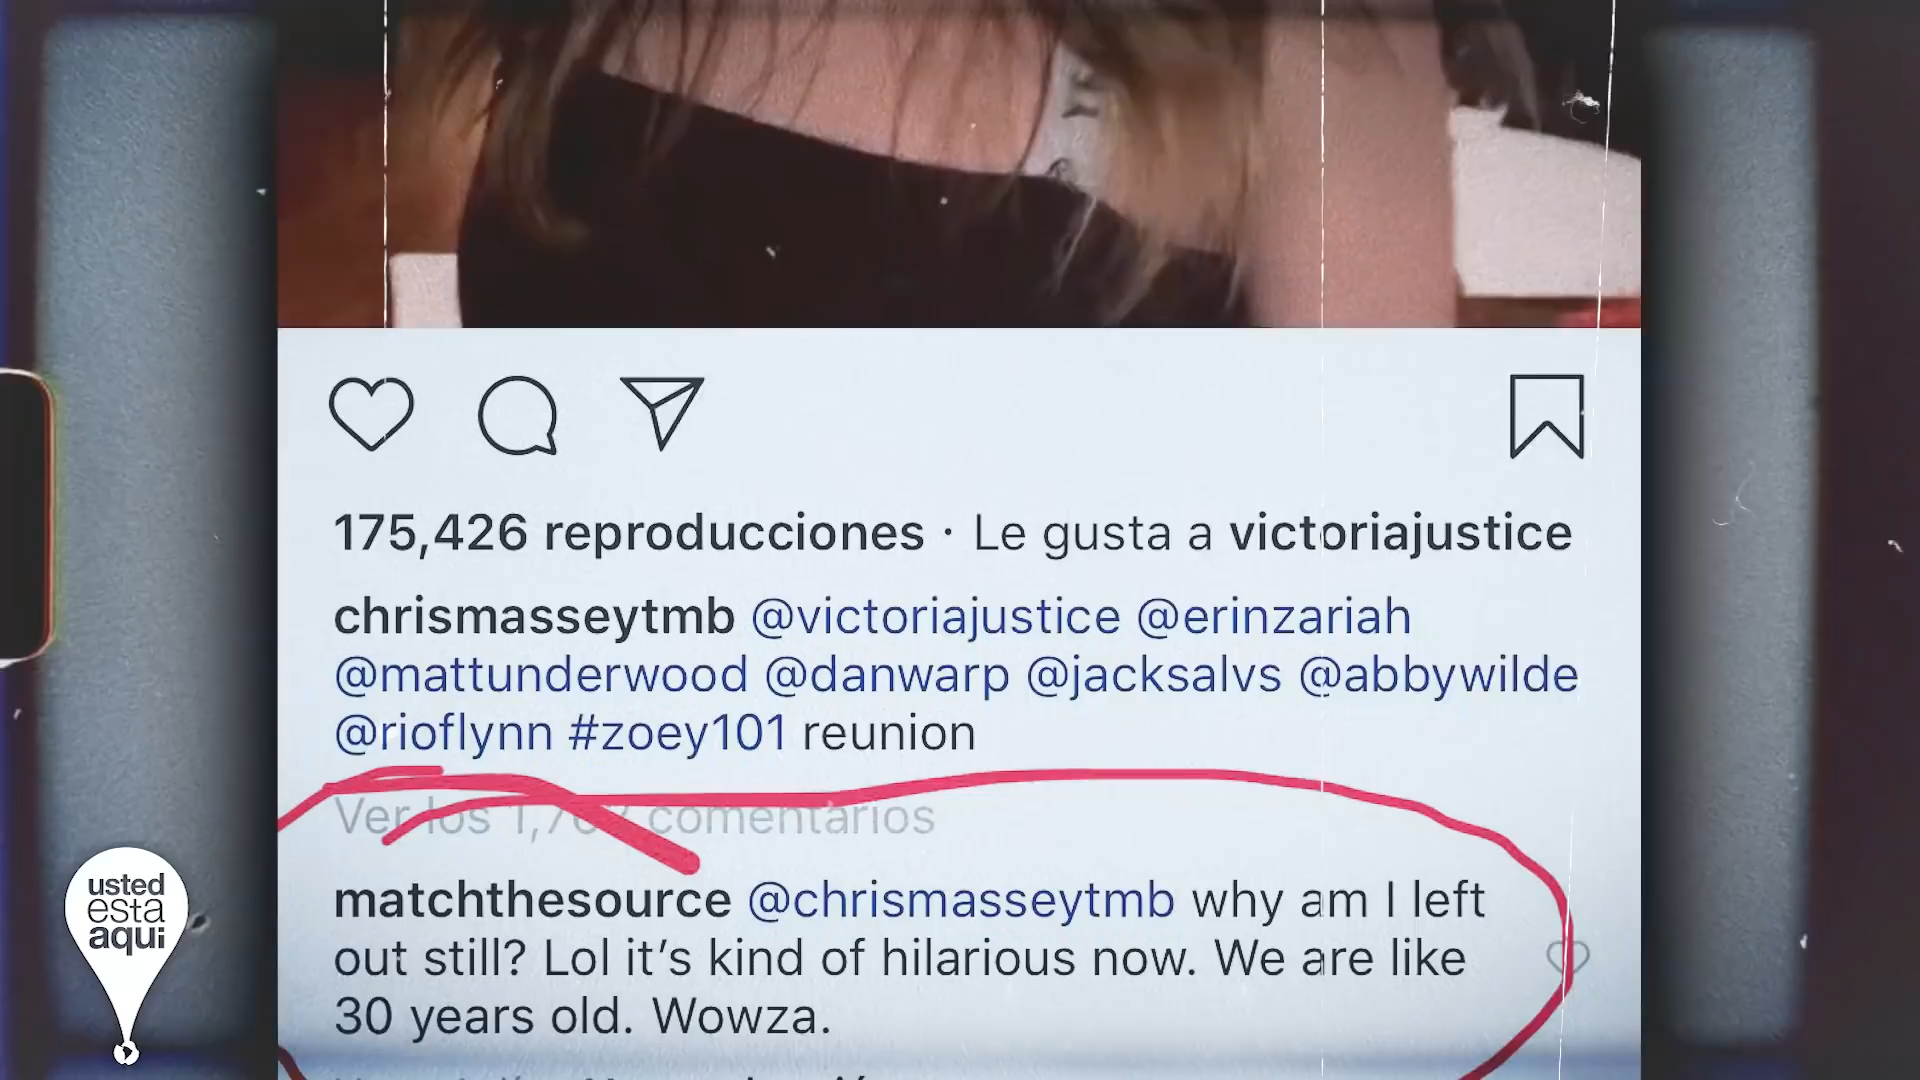 175,426 reproducciones · Le gusta a victoriajustice
chrismasseytmb @victoriajustice @erinzariah
@mattunderwood @danwarp @jacksalvs @abbywilde
@rioflynn #zoey101 reunion
Ver los comentarios
matchthesource @chrismasseytmb why am I left
out still? Lol it's kind of hilarious now. We are like
30 years old. Wowza.
usted
esta
aqui